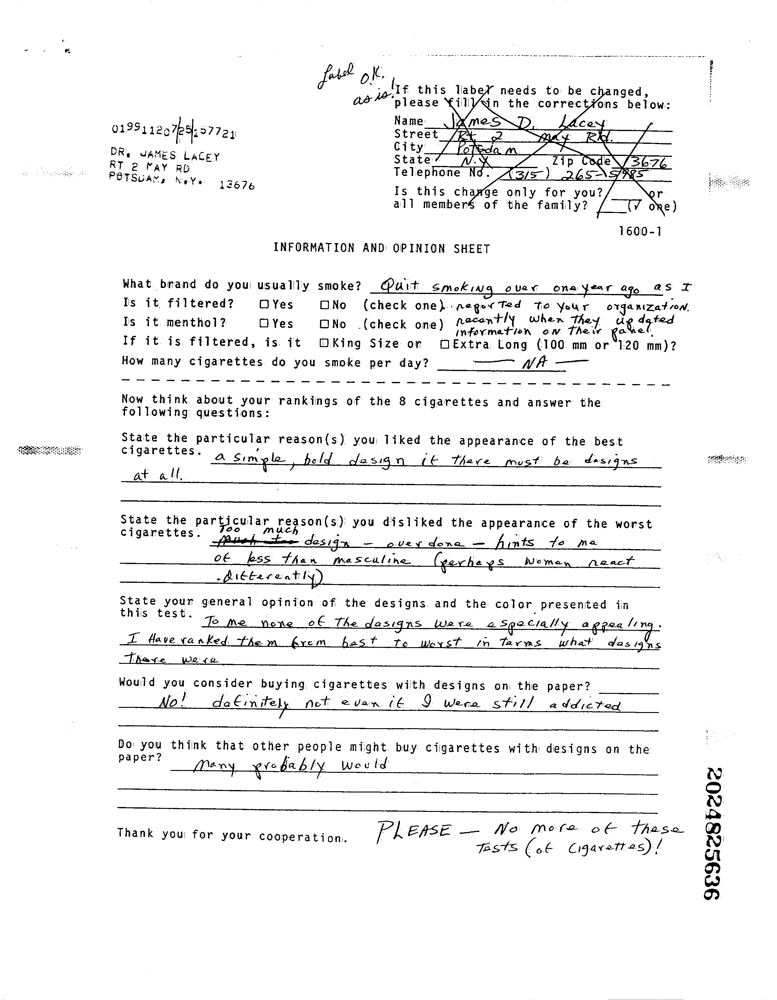 Label O.K.
as is!
If this label needs to be changed,
please fill in the corrections below:
Name James D. Lacey
Street Rt 2 May Rd.
City Potsdam
State N.Y Zip Code 13676
Telephone No. (315) 265-5985
Is this change only for you? or
all members of the family? (✓ one)
019911207251
DR. JAMES LACEY
RT 2 MAY RD
POTSDAM, N.Y. 13676
1600-1
INFORMATION AND OPINION SHEET
What brand do you usually smoke? Quit smoking over one year ago as I
Is it filtered? □ Yes □ No (check one) reported to your organization.
Is it menthol? □ Yes □ No (check one) recently when they updated
information on their panel.
If it is filtered, is it □ King Size or □ Extra Long (100 mm or 120 mm)?
How many cigarettes do you smoke per day? — NA —
Now think about your rankings of the 8 cigarettes and answer the
following questions:
State the particular reason(s) you liked the appearance of the best
cigarettes. a simple, bold design if there must be designs
at all.
State the particular reason(s) you disliked the appearance of the worst
cigarettes. Too much design - overdone - hints to me
of less than masculine (perhaps women react
differently)
State your general opinion of the designs and the color presented in
this test. To me none of the designs were especially appealing.
I Have ranked them from best to worst in terms what designs
there were
Would you consider buying cigarettes with designs on the paper?
No! definitely not even if I were still addicted
Do you think that other people might buy cigarettes with designs on the
paper? Many probably would
Thank you for your cooperation. PLEASE — No more of these
Tests (of Cigarettes)!
2024825636